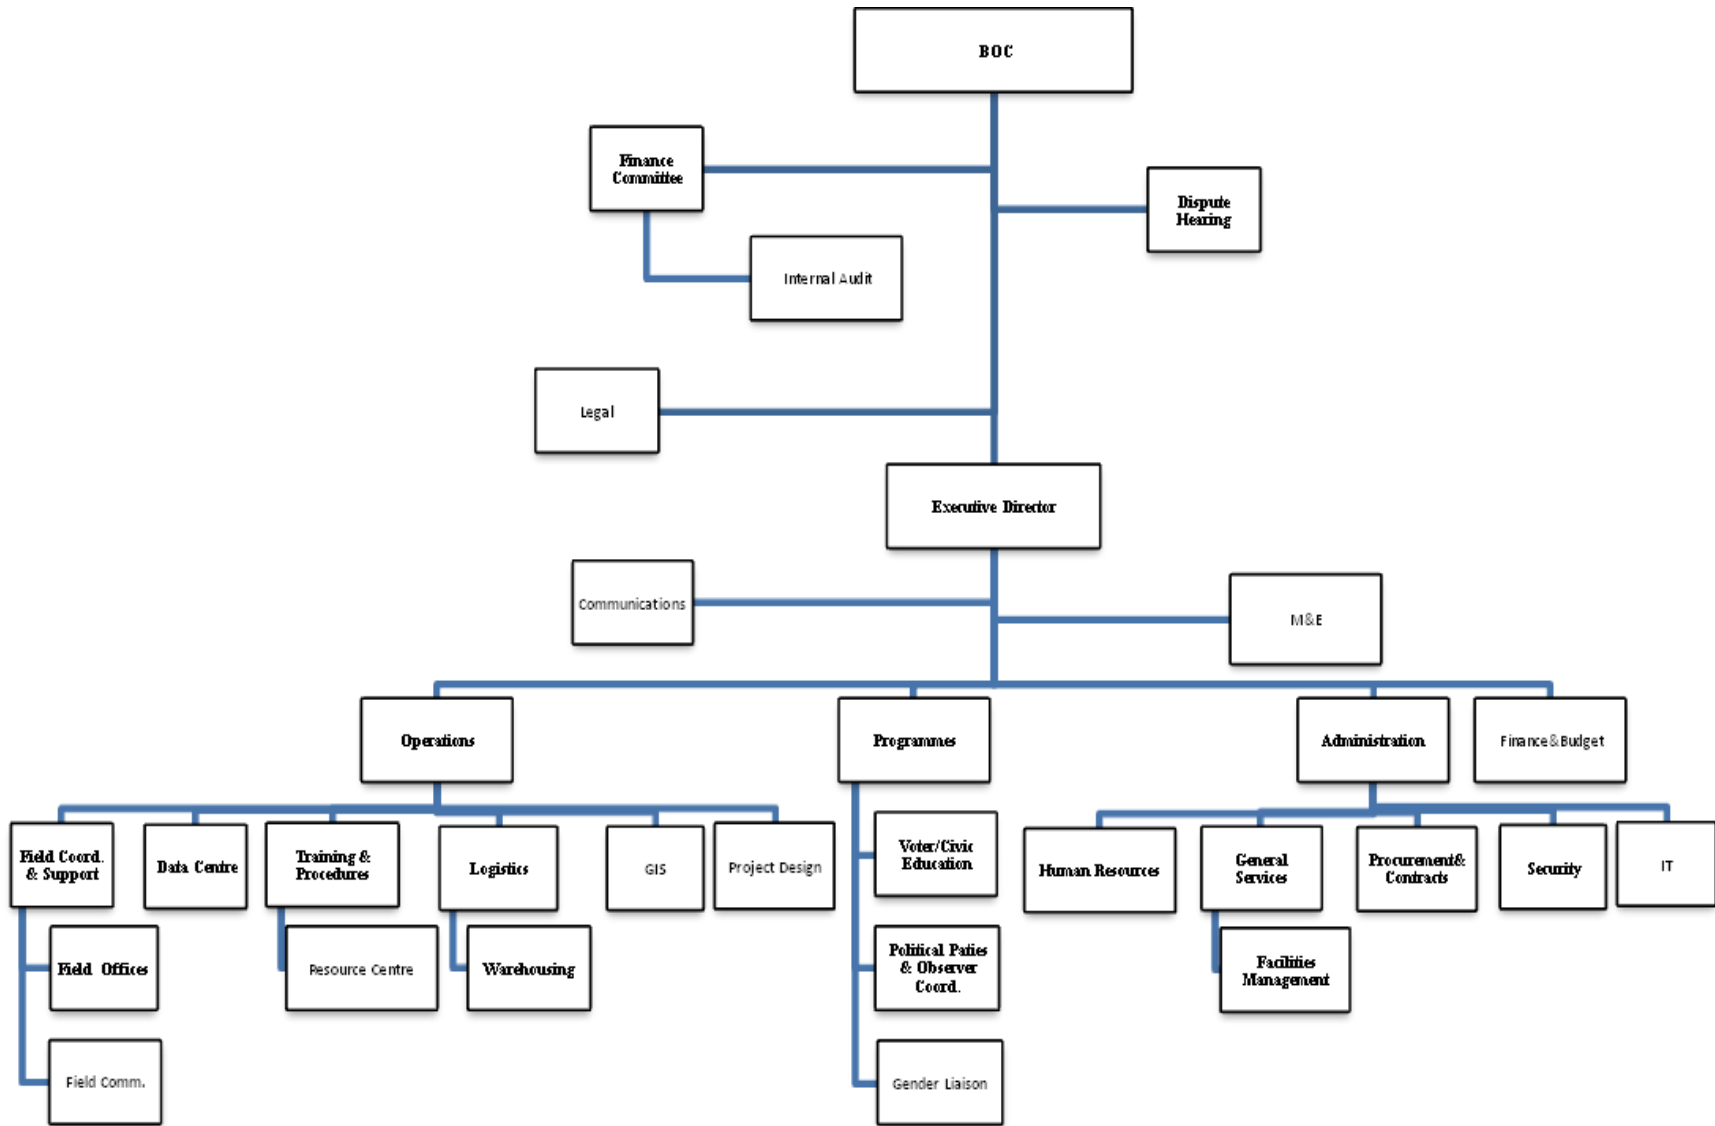 BOC
Finance
Committee
Dispute
Hearing
Internal Audit
Legal
Executive Director
Communications
M&E
Operations
Programmes
Administration
Finance&Budget
Field Coord.
& Support
Data Centre
Training &
Procedures
Logistics
GIS
Project Design
Voter/Civic
Education
Human Resources
General
Services
Procurement&
Contracts
Security
IT
Field Offices
Resource Centre
Warehousing
Political Paties
& Observer
Coord.
Facilities
Management
Field Comm.
Gender Liaison